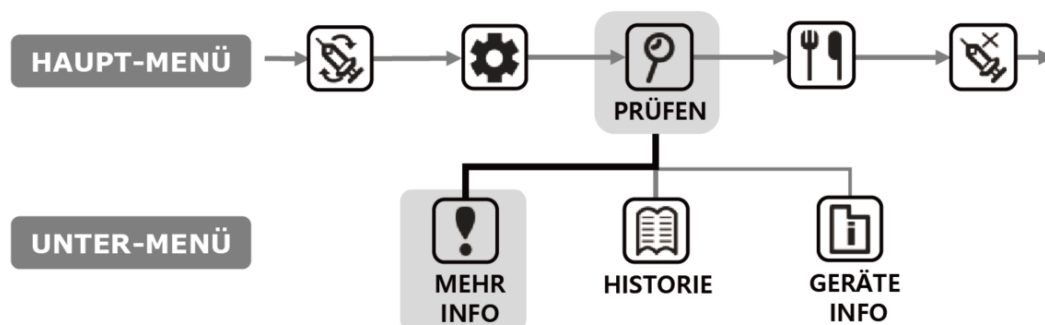 HAUPT-MENÜ
PRÜFEN
UNTER-MENÜ
MEHR
INFO
HISTORIE
GERÄTE
INFO